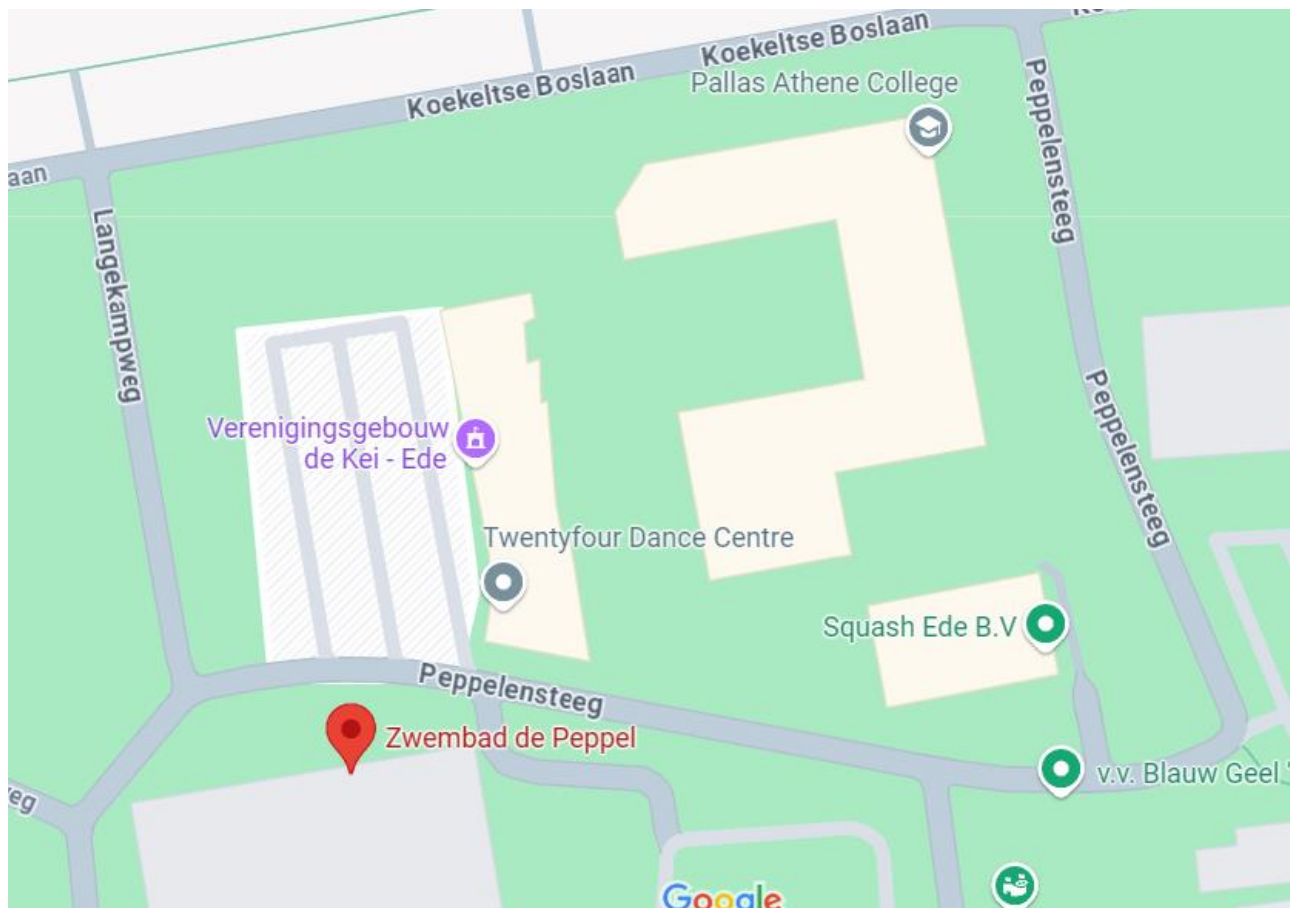 Koekeltse Boslaan
Koekeltse Boslaan
Pallas Athene College
Peppelensteeg
laan
Langekampweg
Peppelensteeg
Verenigingsgebouw
de Kei - Ede
Twentyfour Dance Centre
Squash Ede B.V
Peppelensteeg
Zwembad de Peppel
v.v. Blauw Geel '
eg
Google